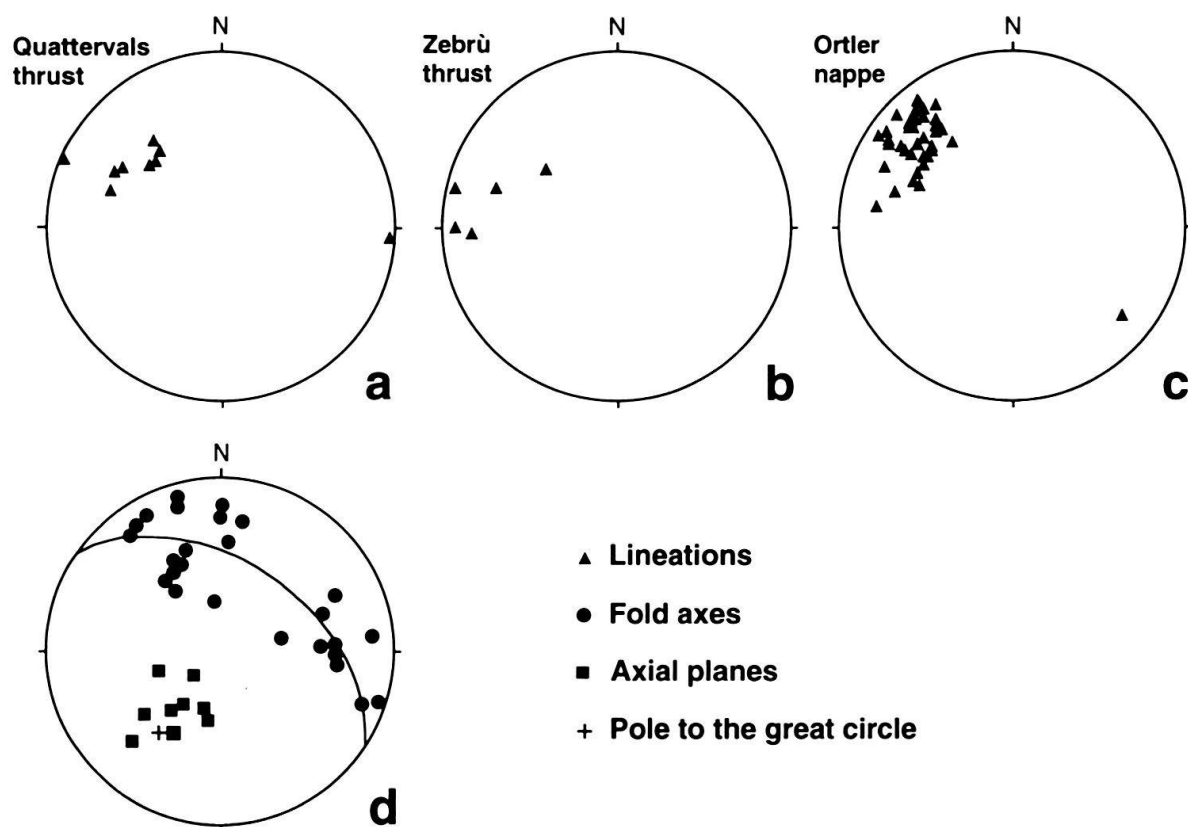 N
Quattervals
thrust
a
N
Zebrù
thrust
b
N
Ortler
nappe
c
N
d
Lineations
Fold axes
Axial planes
Pole to the great circle